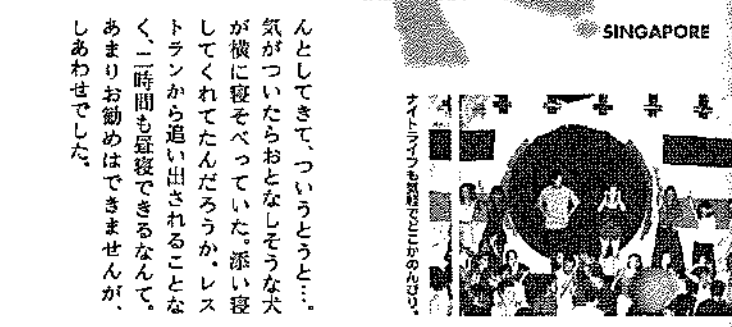 んとしてきて、ついうとうと…。
気がついたらおとなしそうな犬
が横に寝そべっていた。添い寝
してくれてたんだろうか。レス
トランから追い出されることな
く、二時間も昼寝できるなんて。
あまりお勧めはできませんが、
しあわせでした。
SINGAPORE
ナイトライフも気軽でどこかのんびり。